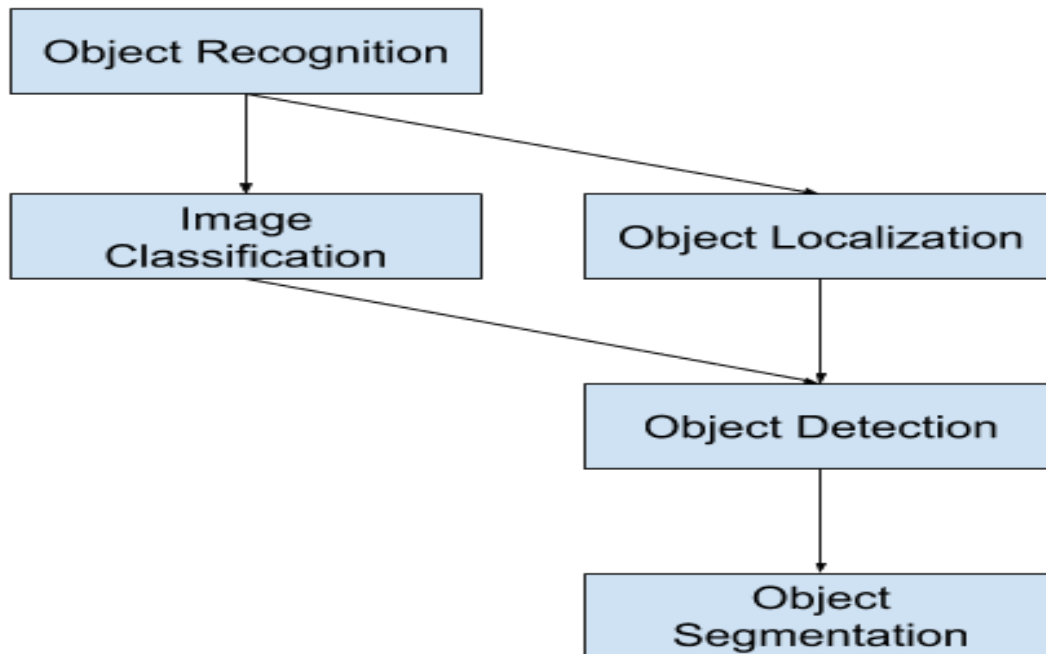 Object Recognition
Image
Classification
Object Localization
Object Detection
Object
Segmentation